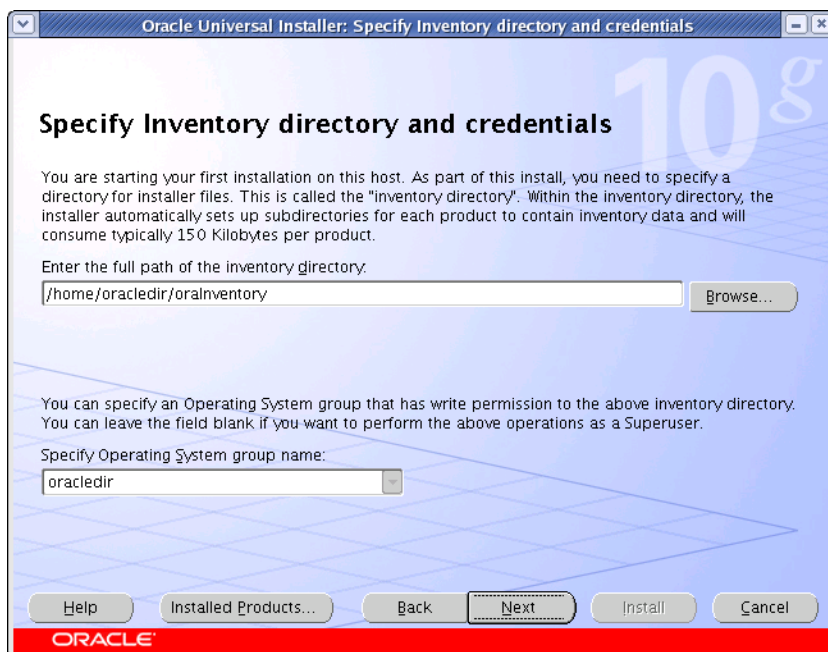 Oracle Universal Installer: Specify Inventory directory and credentials
10g
Specify Inventory directory and credentials
You are starting your first installation on this host. As part of this install, you need to specify a
directory for installer files. This is called the "inventory directory". Within the inventory directory, the
installer automatically sets up subdirectories for each product to contain inventory data and will
consume typically 150 Kilobytes per product.
Enter the full path of the inventory directory:
/home/oracledir/oraInventory
Browse...
You can specify an Operating System group that has write permission to the above inventory directory.
You can leave the field blank if you want to perform the above operations as a Superuser.
Specify Operating System group name:
oracledir
Help Installed Products... Back Next Install Cancel
ORACLE